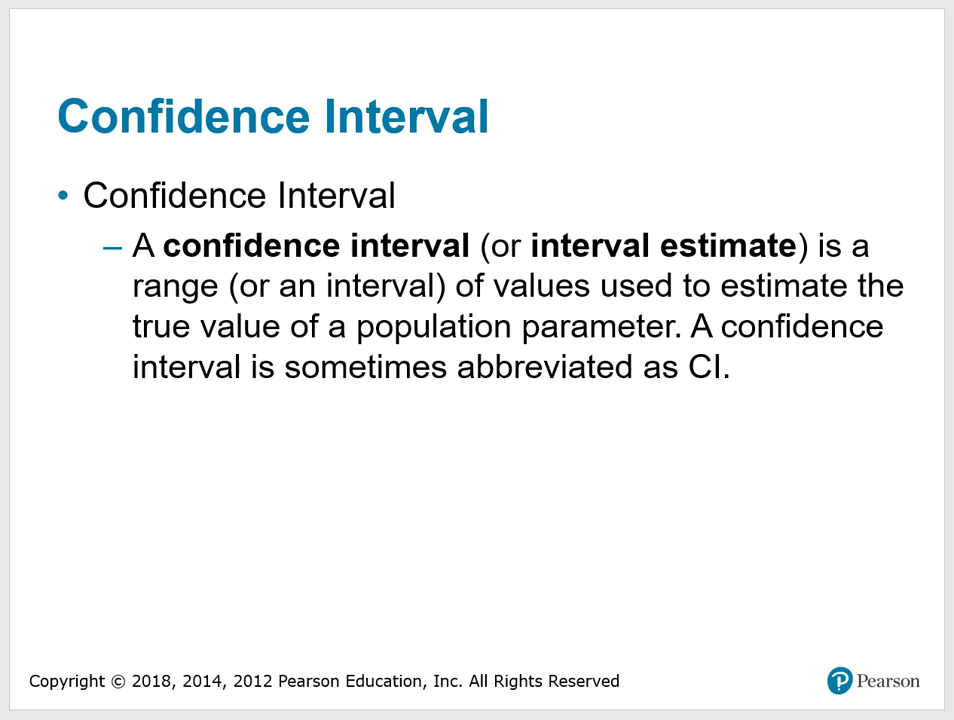 Confidence Interval
• Confidence Interval
– A confidence interval (or interval estimate) is a
range (or an interval) of values used to estimate the
true value of a population parameter. A confidence
interval is sometimes abbreviated as CI.
Copyright © 2018, 2014, 2012 Pearson Education, Inc. All Rights Reserved
Pearson